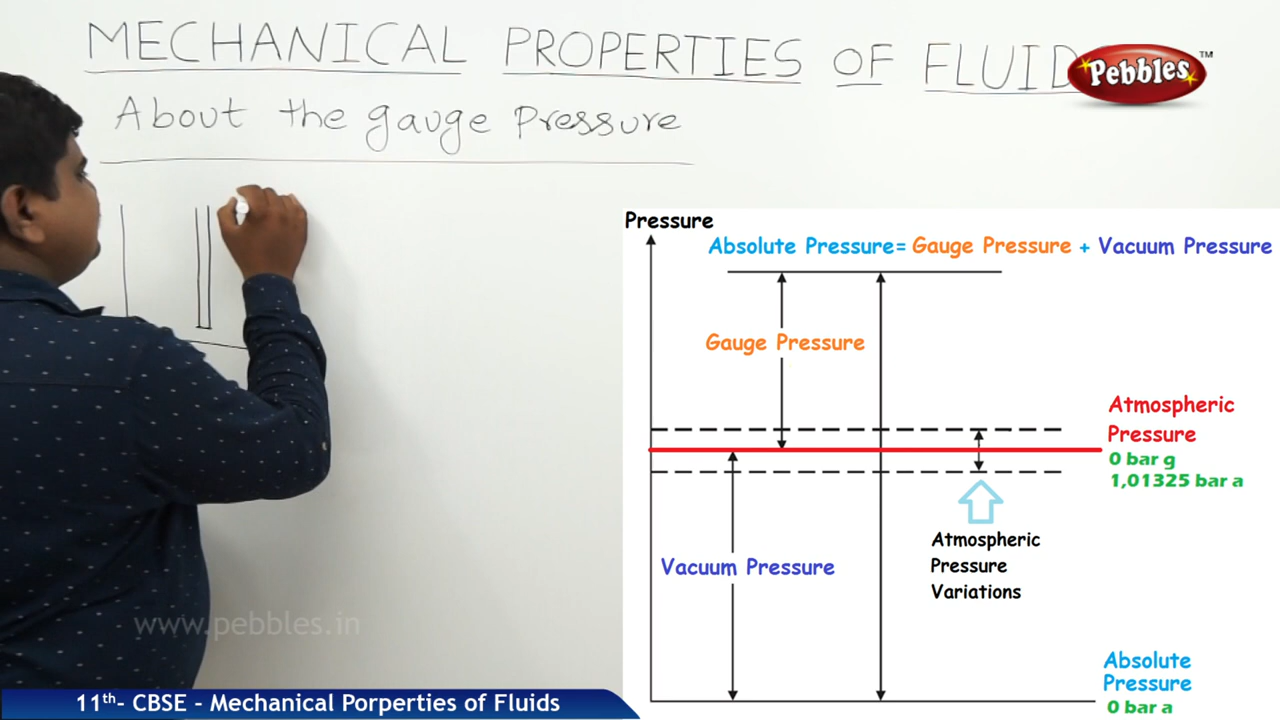 MECHANICAL PROPERTIES OF FLUID
Pebbles™
About the gauge Pressure
Pressure
Absolute Pressure= Gauge Pressure + Vacuum Pressure
Gauge Pressure
Atmospheric
Pressure
0 bar g
1,01325 bar a
Atmospheric
Pressure
Variations
Vacuum Pressure
Absolute
Pressure
0 bar a
www.pebbles.in
11th- CBSE - Mechanical Porperties of Fluids